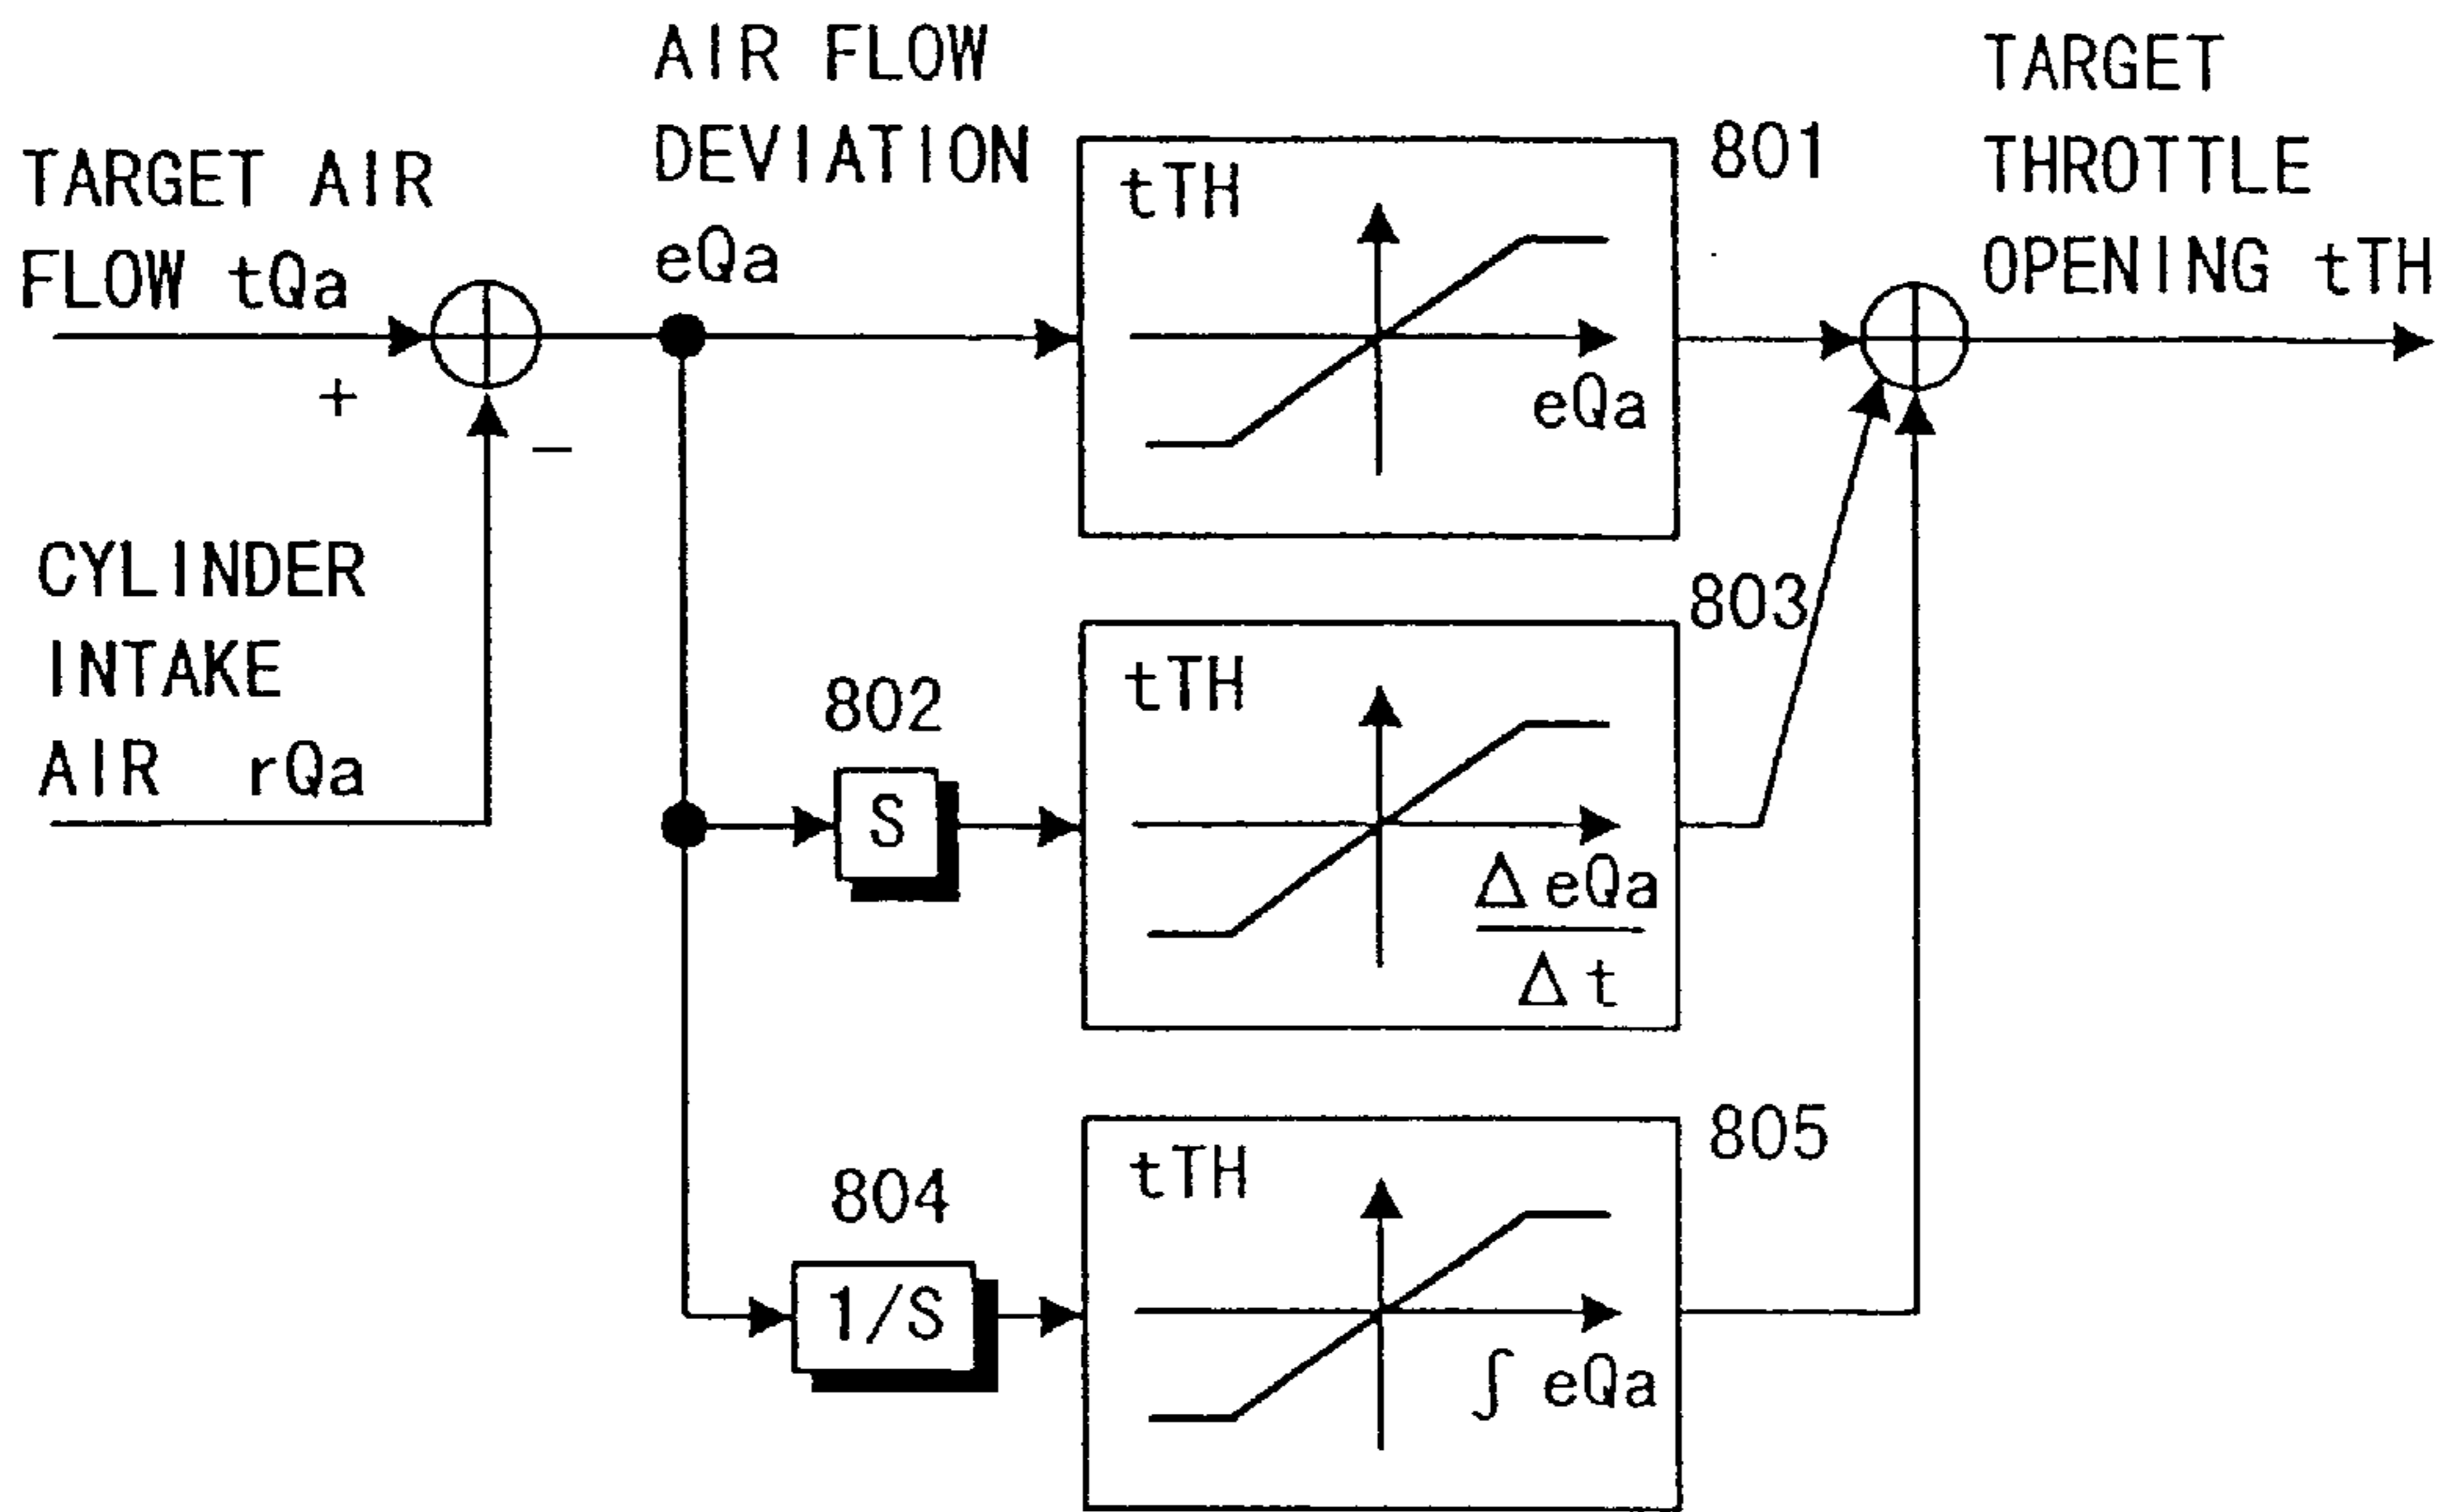 TARGET AIR
FLOW tQa
+
−
CYLINDER
INTAKE
AIR rQa
AIR FLOW
DEVIATION
eQa
tTH
eQa
801
802
S
tTH
ΔeQa
Δt
803
804
1/S
tTH
∫ eQa
805
TARGET
THROTTLE
OPENING tTH